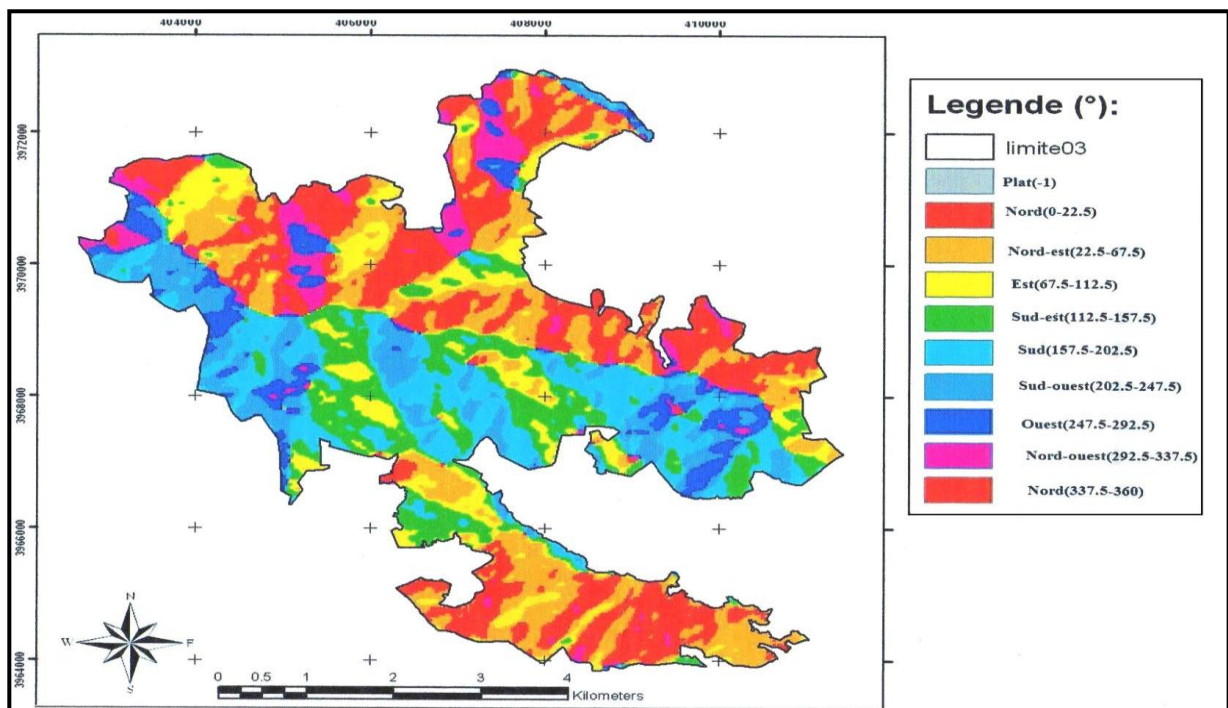 404000 406000 408000 410000
3972000
3970000
3968000
3966000
3964000
Legende (°):
limite03
Plat(-1)
Nord(0-22.5)
Nord-est(22.5-67.5)
Est(67.5-112.5)
Sud-est(112.5-157.5)
Sud(157.5-202.5)
Sud-ouest(202.5-247.5)
Ouest(247.5-292.5)
Nord-ouest(292.5-337.5)
Nord(337.5-360)
N
W E
S
0 0.5 1 2 3 4
Kilometers